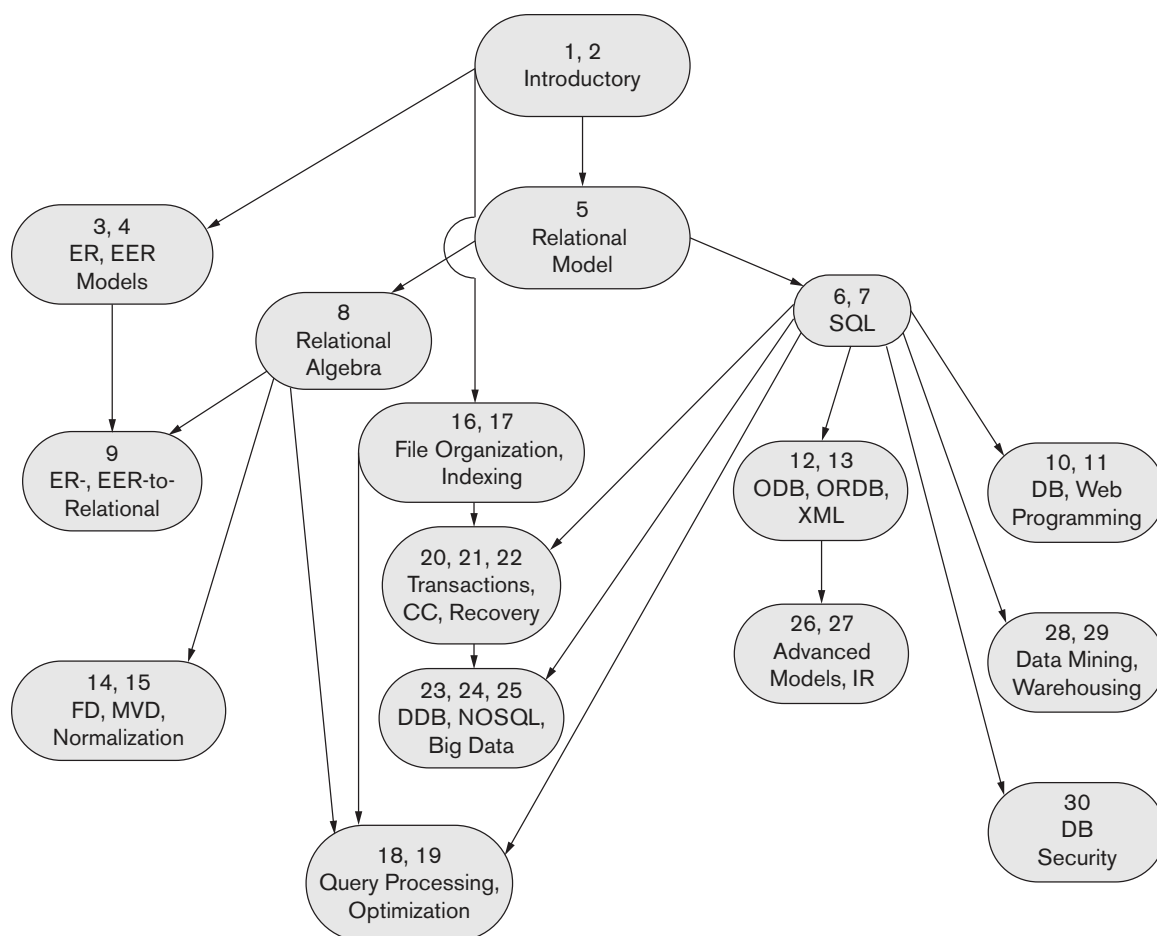 1, 2
Introductory
3, 4
ER, EER
Models
5
Relational
Model
6, 7
SQL
8
Relational
Algebra
9
ER-, EER-to-
Relational
16, 17
File Organization,
Indexing
12, 13
ODB, ORDB,
XML
10, 11
DB, Web
Programming
20, 21, 22
Transactions,
CC, Recovery
26, 27
Advanced
Models, IR
28, 29
Data Mining,
Warehousing
14, 15
FD, MVD,
Normalization
23, 24, 25
DDB, NOSQL,
Big Data
30
DB
Security
18, 19
Query Processing,
Optimization